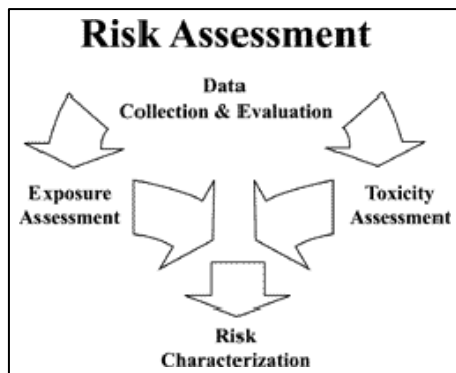 Risk Assessment
Data
Collection & Evaluation
Exposure
Assessment
Toxicity
Assessment
Risk
Characterization